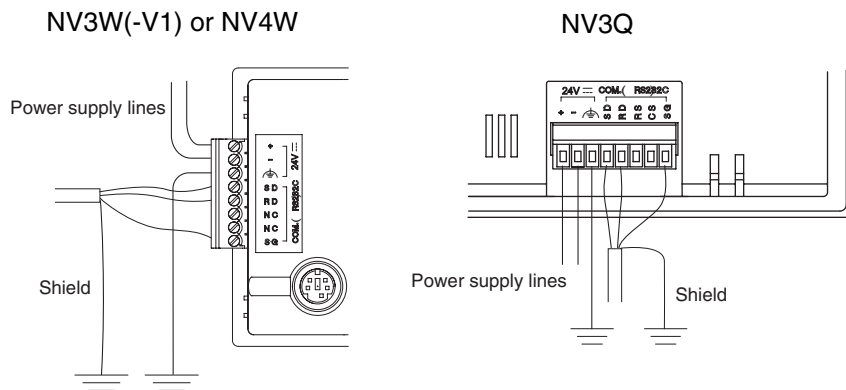 NV3W(-V1) or NV4W
NV3Q
Power supply lines
+
−
24V
SD
RD
NC
NC
SG
COM.( RS232C
Shield
24V COM.( RS232C
+ − SD RD RS CS SG
Power supply lines
Shield